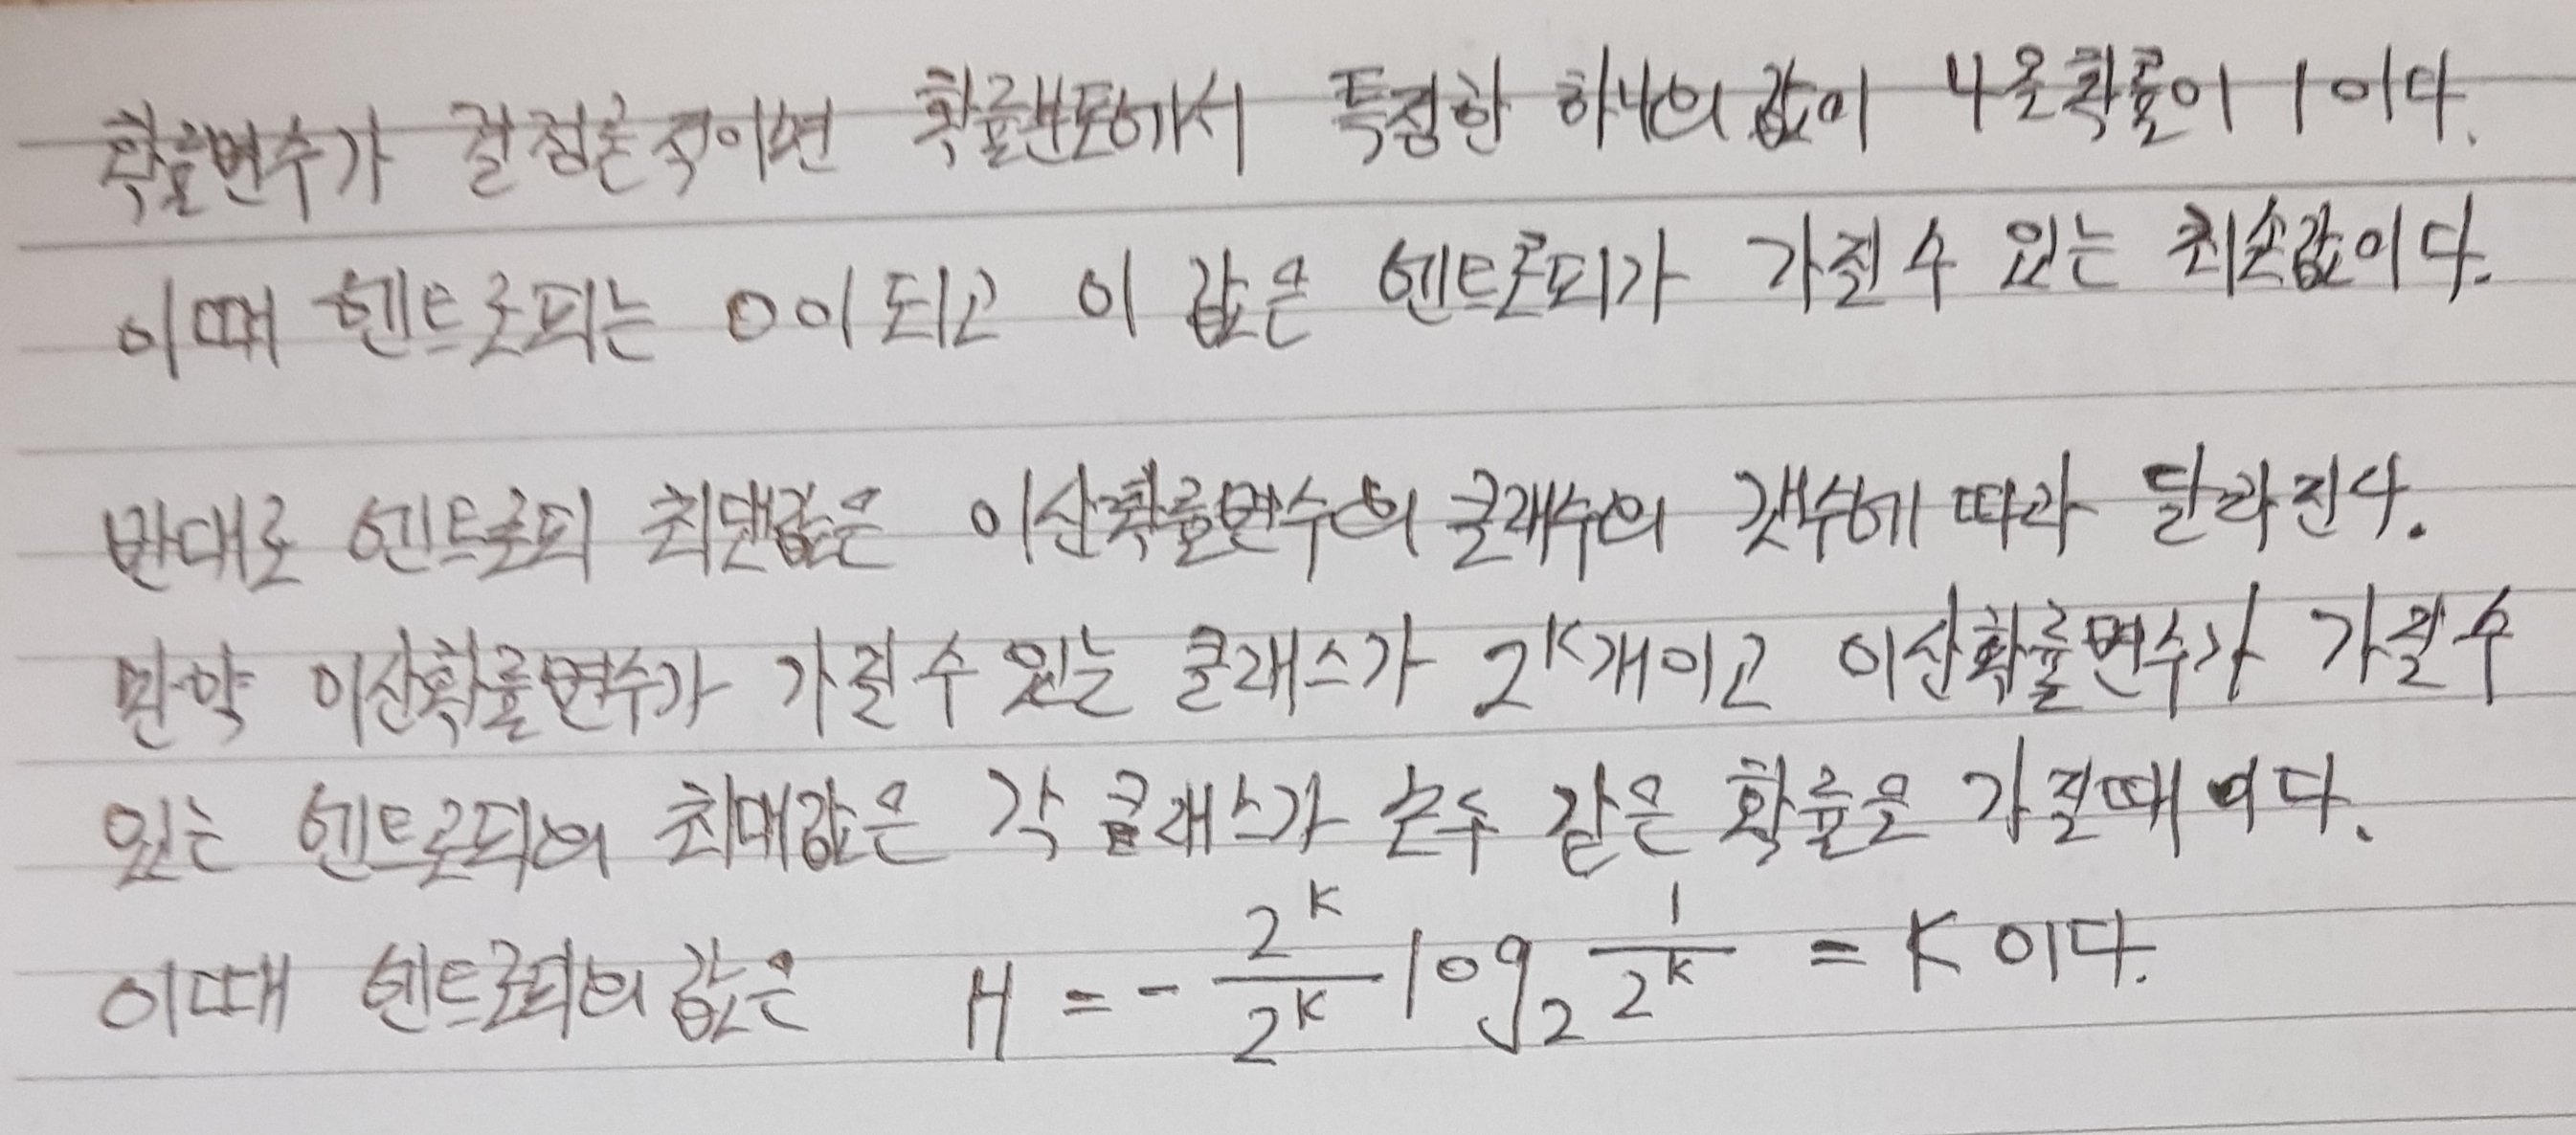 확률변수가 결정론적이면 확률분포에서 특정한 하나의 값이 나올확률이 1이다.
이때 엔트로피는 0이되고 이 값은 엔트로피가 가질수 있는 최솟값이다.
반대로 엔트로피 최댓값은 이산확률변수의 클래수의 갯수에 따라 달라진다.
만약 이산확률변수가 가질수 있는 클래스가 2^K개이고 이산확률변수가 가질수
있는 엔트로피의 최대값은 각 클래스가 모두 같은 확률을 가질때이다.
이때 엔트로피의 값은 H = - 2^K/2^K log₂ 1/2^K = K 이다.